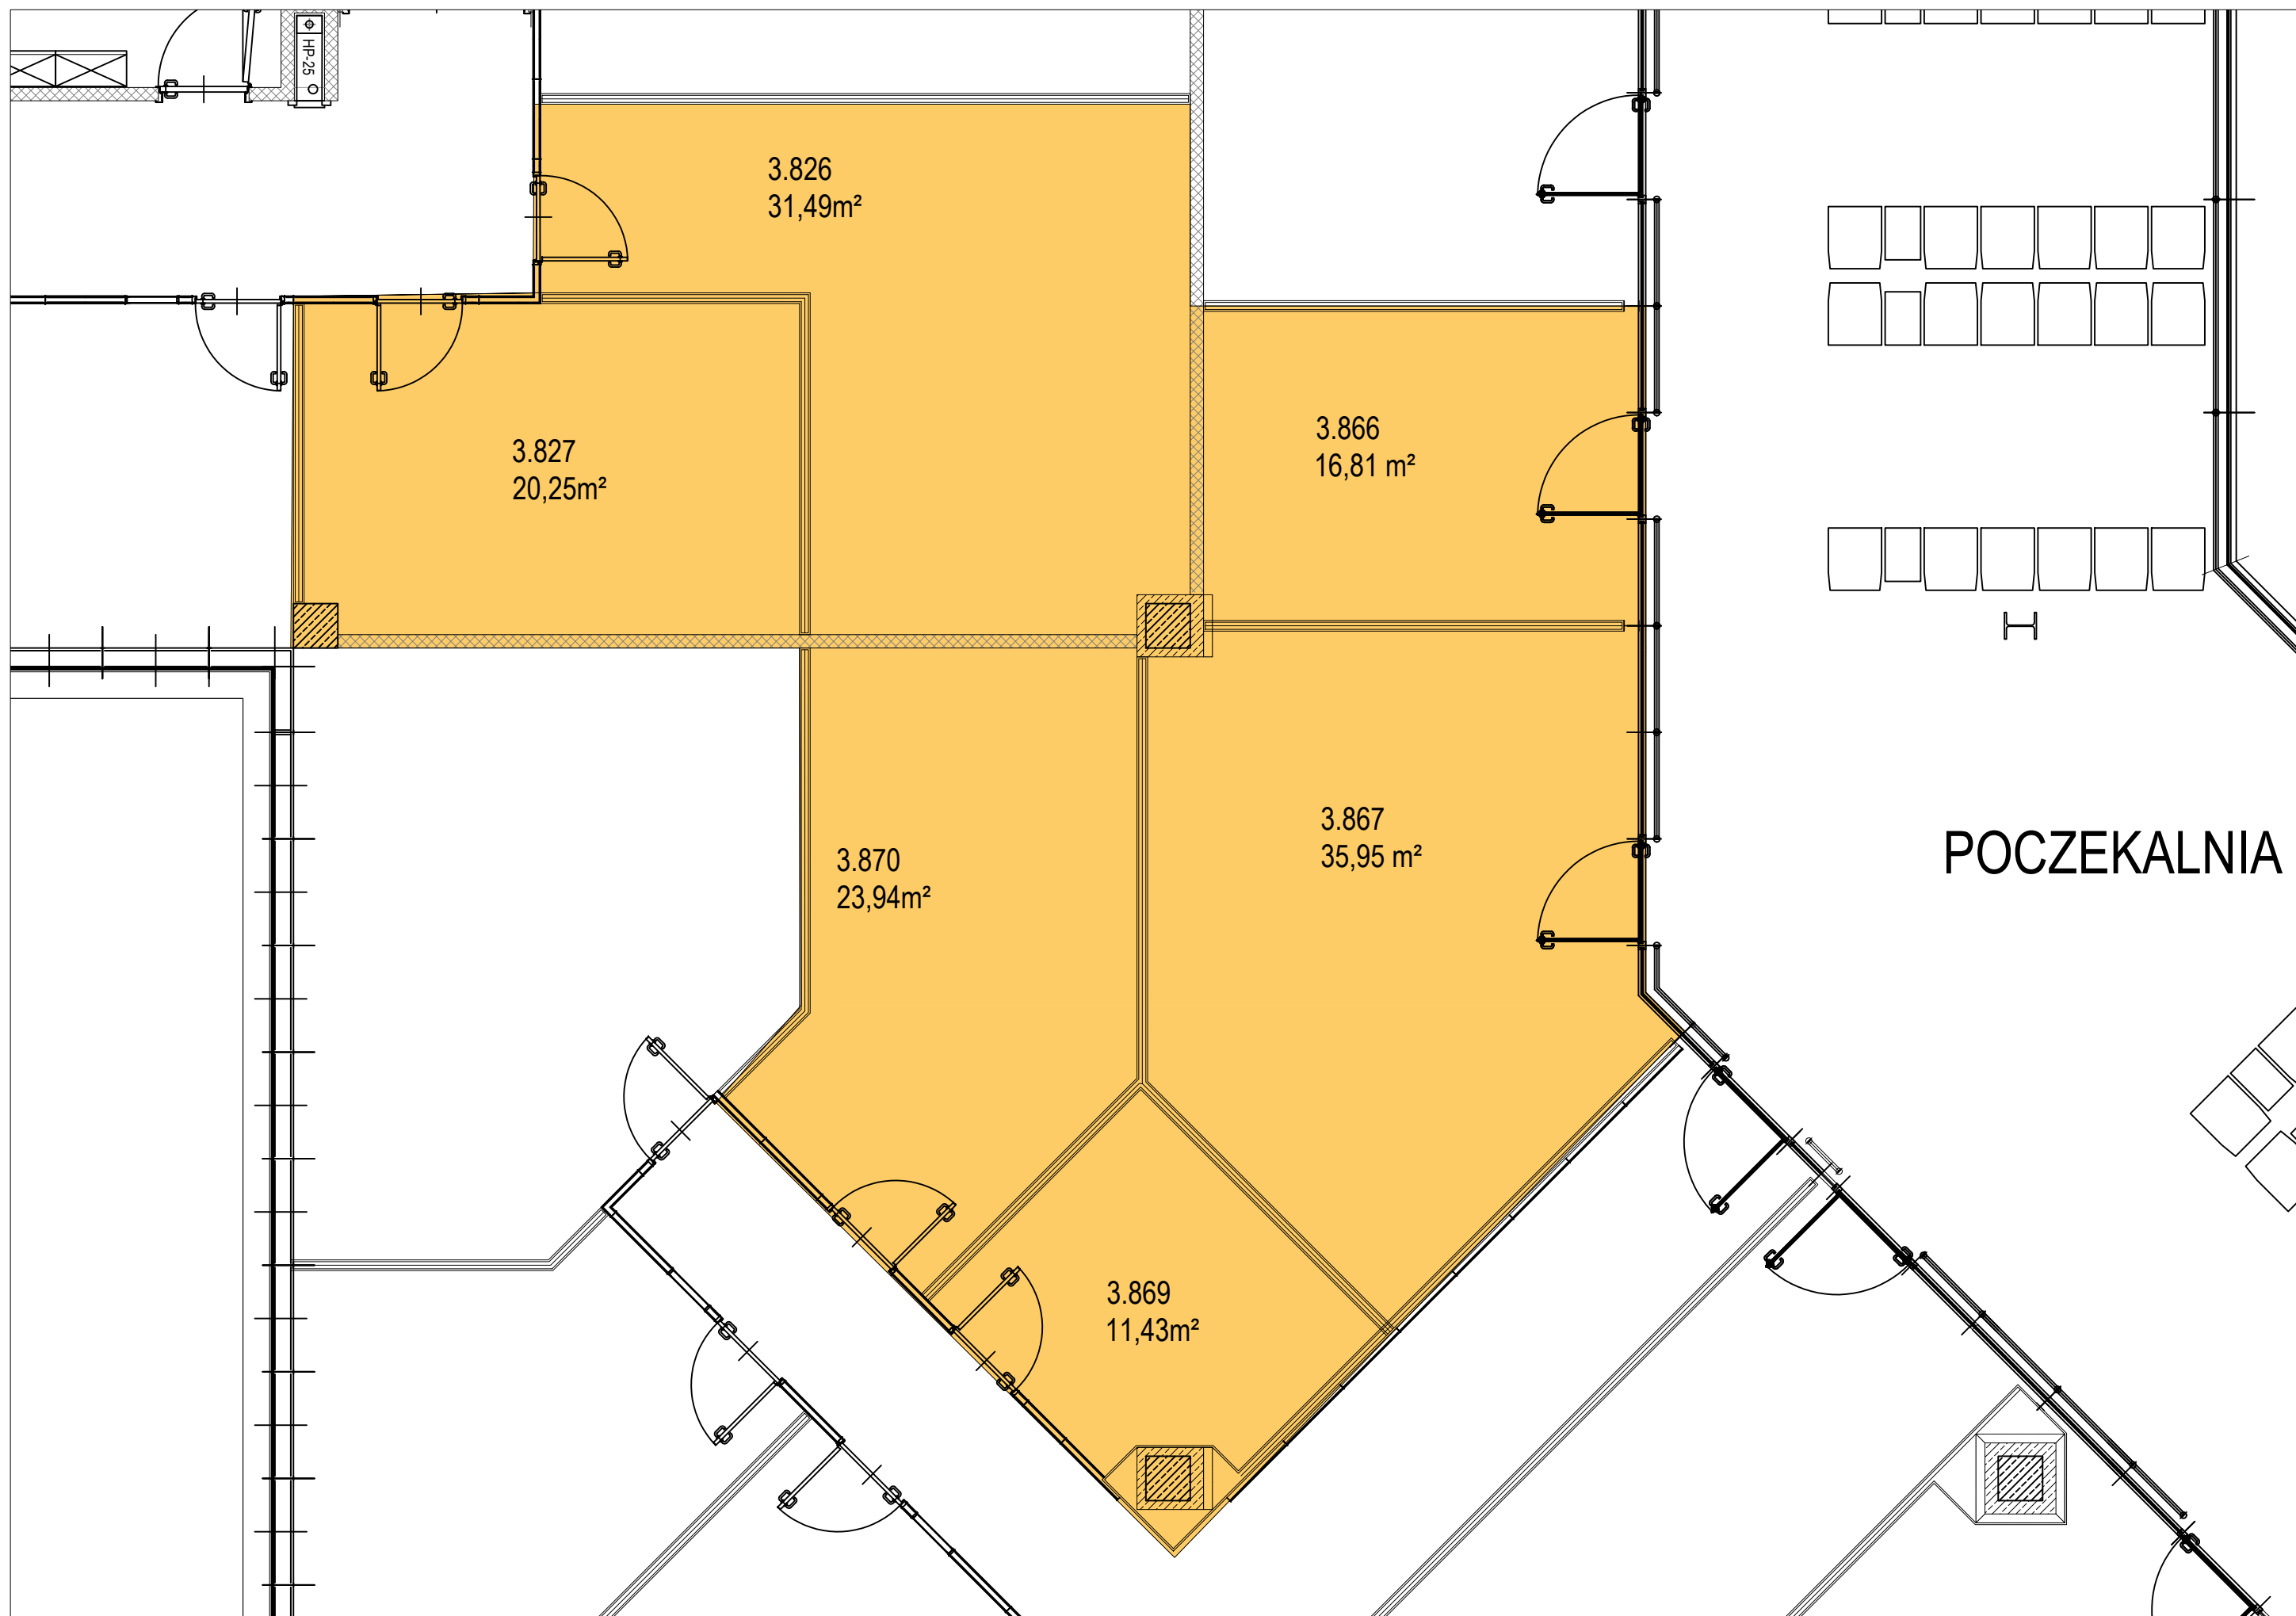 HP-25
3.826
31,49m²
3.827
20,25m²
3.866
16,81 m²
3.867
35,95 m²
3.870
23,94m²
POCZEKALNIA
3.869
11,43m²